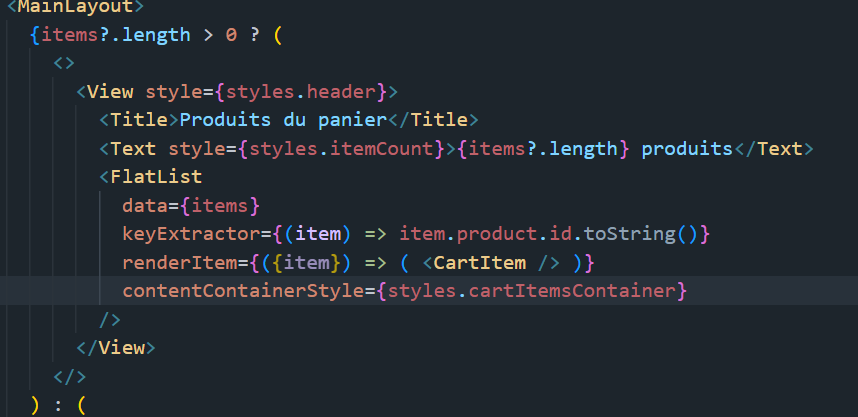 <MainLayout>
{items?.length > 0 ? (
<>
<View style={styles.header}>
<Title>Produits du panier</Title>
<Text style={styles.itemCount}>{items?.length} produits</Text>
<FlatList
data={items}
keyExtractor={(item) => item.product.id.toString()}
renderItem={({item}) => ( <CartItem /> )}
contentContainerStyle={styles.cartItemsContainer}
/>
</View>
</>
) : (